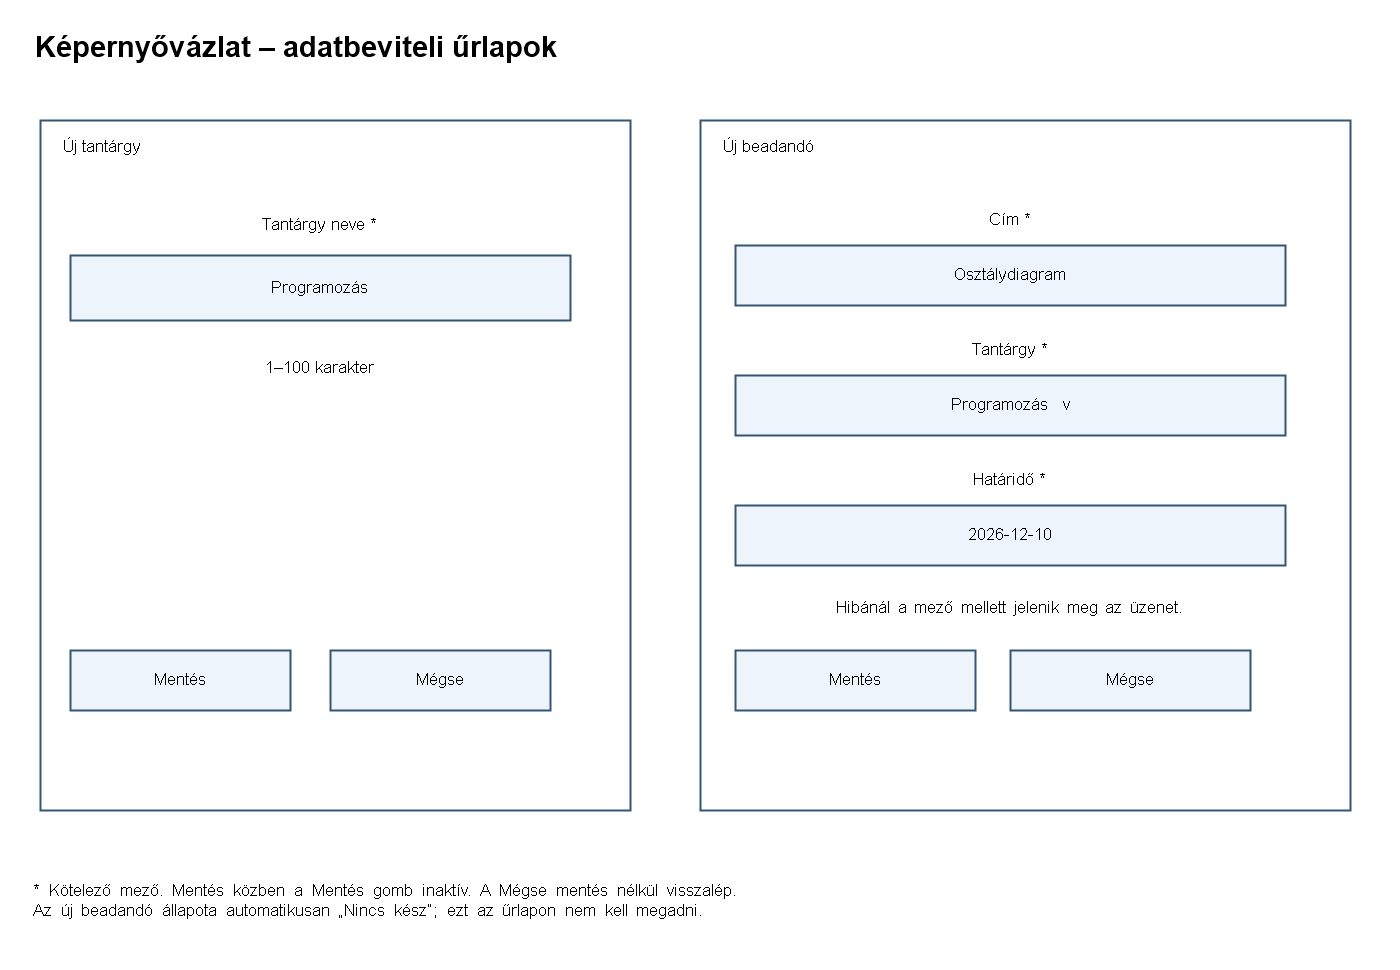 Képernyővázlat – adatbeviteli űrlapok
Új tantárgy
Tantárgy neve *
Programozás
1–100 karakter
Mentés
Mégse
Új beadandó
Cím *
Osztálydiagram
Tantárgy *
Programozás v
Határidő *
2026-12-10
Hibánál a mező mellett jelenik meg az üzenet.
Mentés
Mégse
* Kötelező mező. Mentés közben a Mentés gomb inaktív. A Mégse mentés nélkül visszalép.
Az új beadandó állapota automatikusan „Nincs kész”; ezt az űrlapon nem kell megadni.